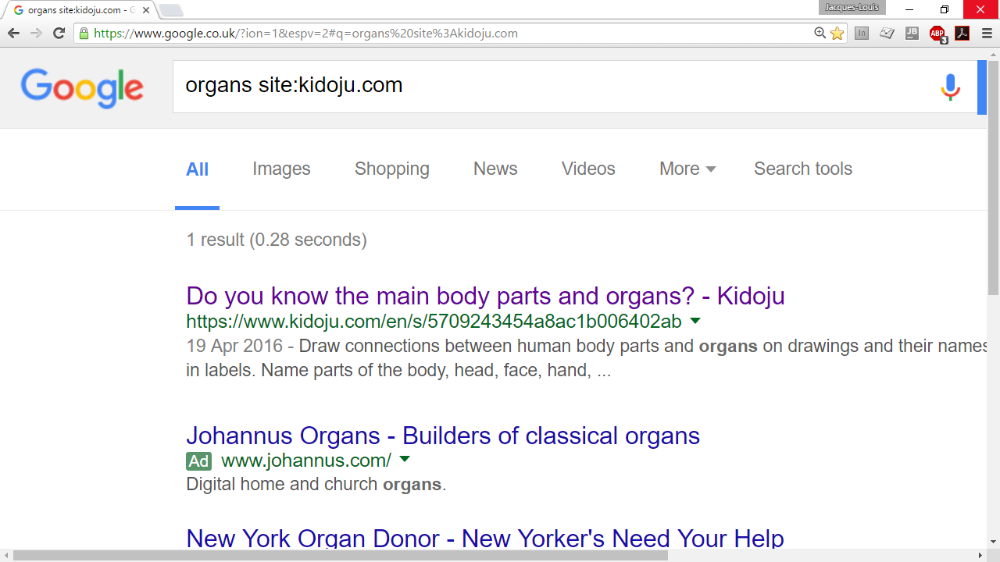 organs site:kidoju.com - G
Jacques-Louis
https://www.google.co.uk/?ion=1&espv=2#q=organs%20site%3Akidoju.com
In
JB
ABP
3
Google
organs site:kidoju.com
All Images Shopping News Videos More Search tools
1 result (0.28 seconds)
Do you know the main body parts and organs? - Kidoju
https://www.kidoju.com/en/s/5709243454a8ac1b006402ab
19 Apr 2016 - Draw connections between human body parts and organs on drawings and their names
in labels. Name parts of the body, head, face, hand, ...
Johannus Organs - Builders of classical organs
Ad www.johannus.com/
Digital home and church organs.
New York Organ Donor - New Yorker's Need Your Help